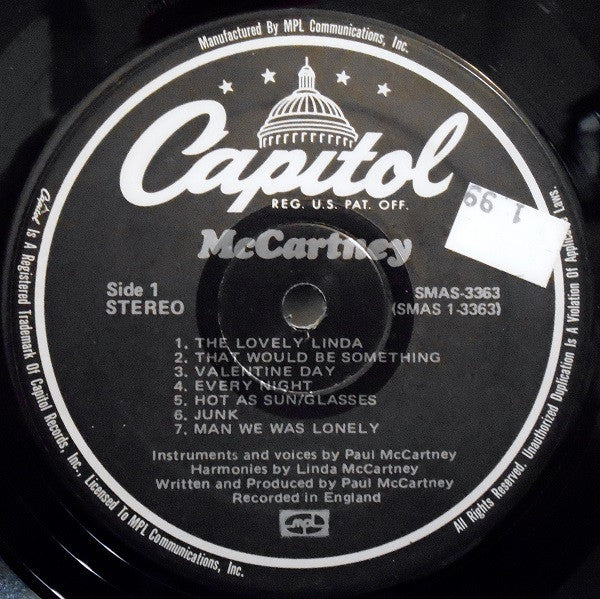 Manufactured By MPL Communications, Inc.
Capitol
REG. U.S. PAT. OFF.
1.99
McCartney
Side 1
STEREO
SMAS-3363
(SMAS 1-3363)
1. THE LOVELY LINDA
2. THAT WOULD BE SOMETHING
3. VALENTINE DAY
4. EVERY NIGHT
5. HOT AS SUN/GLASSES
6. JUNK
7. MAN WE WAS LONELY
Instruments and voices by Paul McCartney
Harmonies by Linda McCartney
Written and Produced by Paul McCartney
Recorded in England
MPL
Capitol Is A Registered Trademark Of Capitol Records, Inc., Licensed To MPL Communications, Inc.
All Rights Reserved. Unauthorized Duplication Is A Violation Of Applicable Laws.